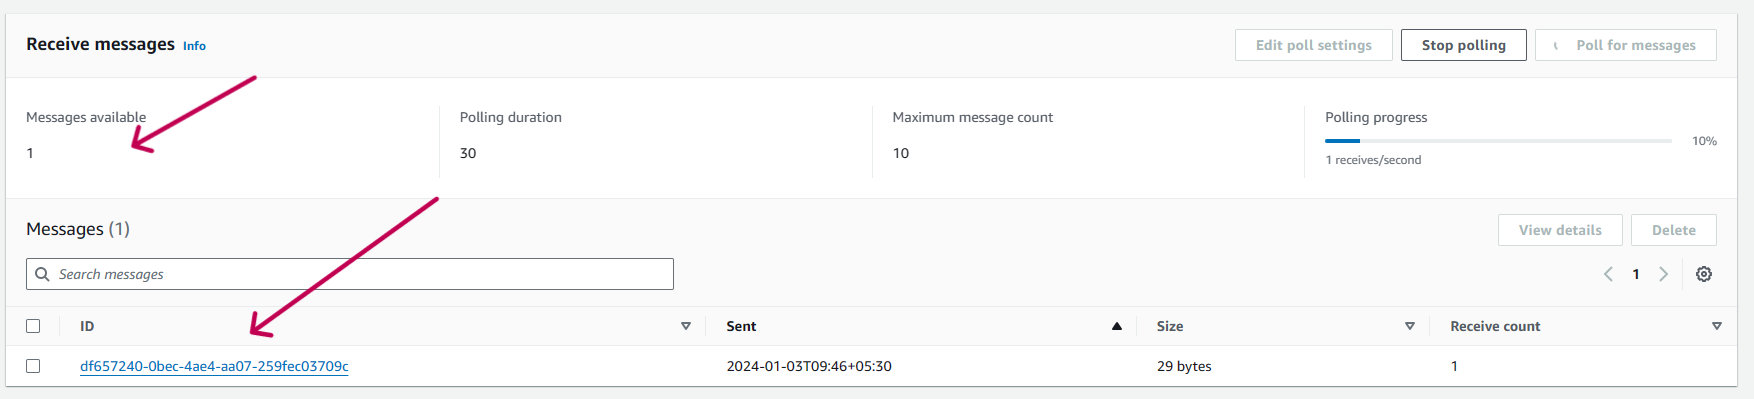 Receive messages Info
Edit poll settings
Stop polling
Poll for messages
Messages available
1
Polling duration
30
Maximum message count
10
Polling progress
10%
1 receives/second
Messages (1)
View details
Delete
Search messages
1
ID
Sent
Size
Receive count
df657240-0bec-4ae4-aa07-259fec03709c
2024-01-03T09:46+05:30
29 bytes
1